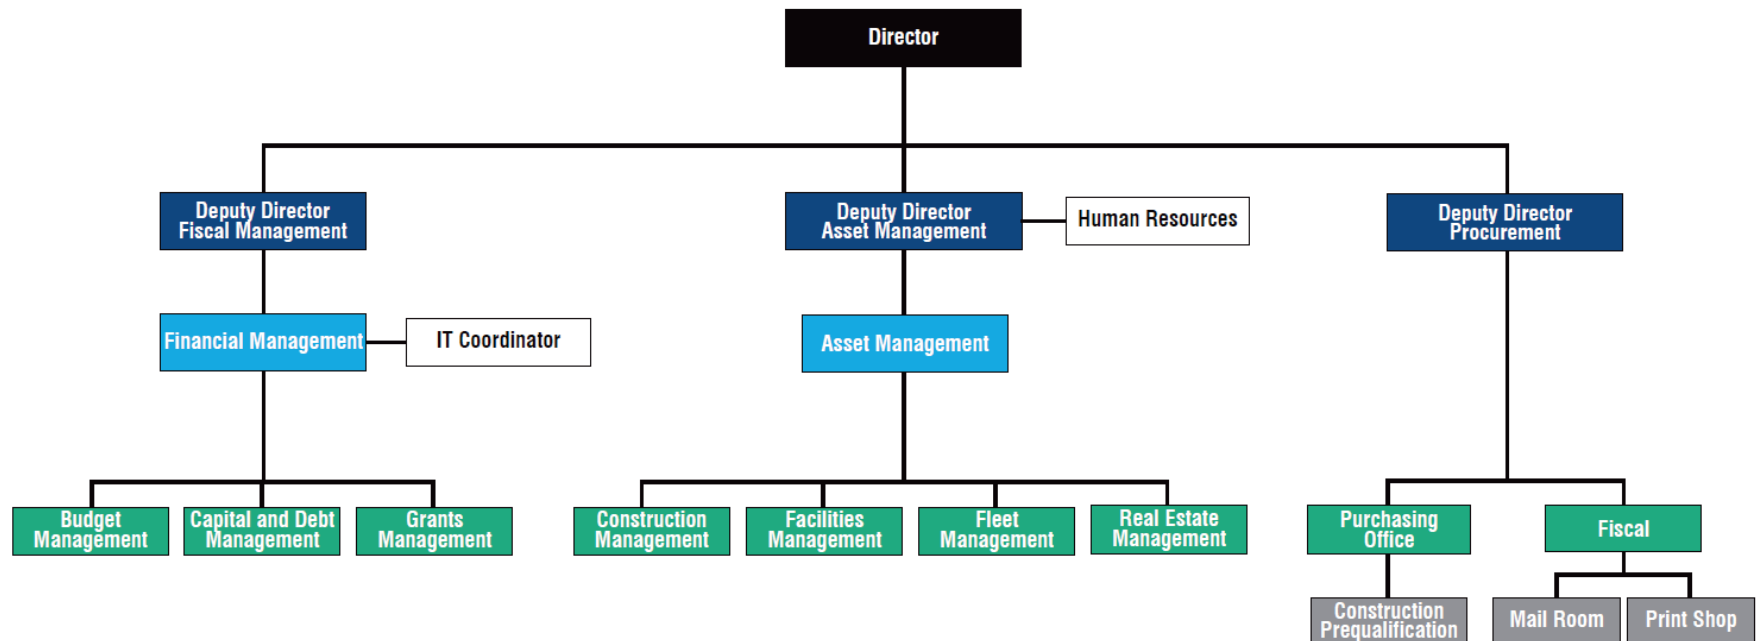 Director
Deputy Director
Fiscal Management
Deputy Director
Asset Management
Human Resources
Deputy Director
Procurement
Financial Management
IT Coordinator
Asset Management
Budget
Management
Capital and Debt
Management
Grants
Management
Construction
Management
Facilities
Management
Fleet
Management
Real Estate
Management
Purchasing
Office
Fiscal
Construction
Prequalification
Mail Room
Print Shop